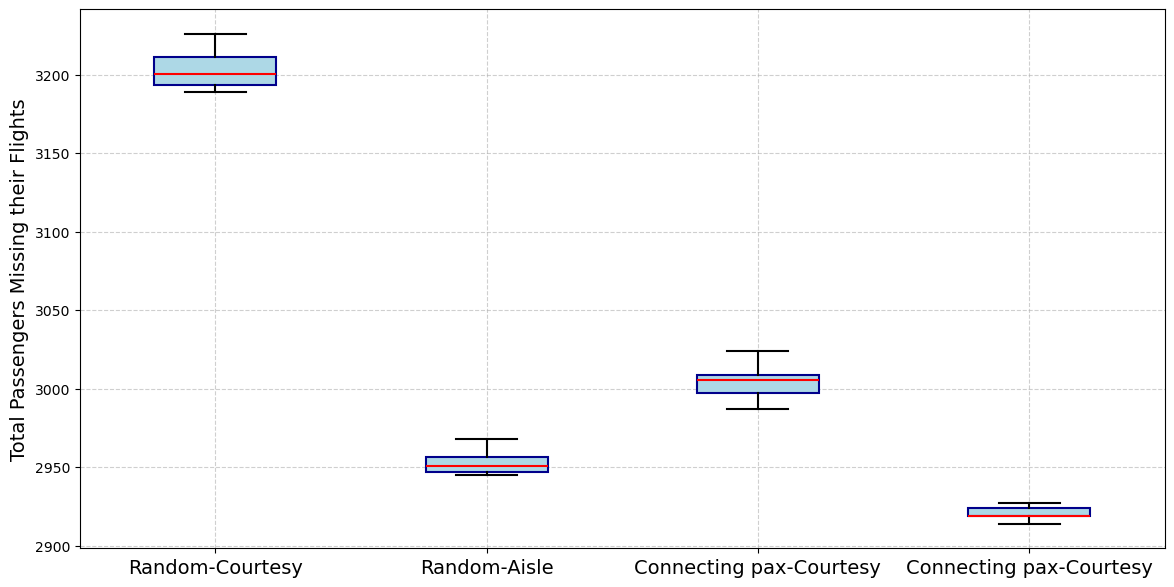 Total Passengers Missing their Flights
3200
3150
3100
3050
3000
2950
2900
Random-Courtesy
Random-Aisle
Connecting pax-Courtesy
Connecting pax-Courtesy